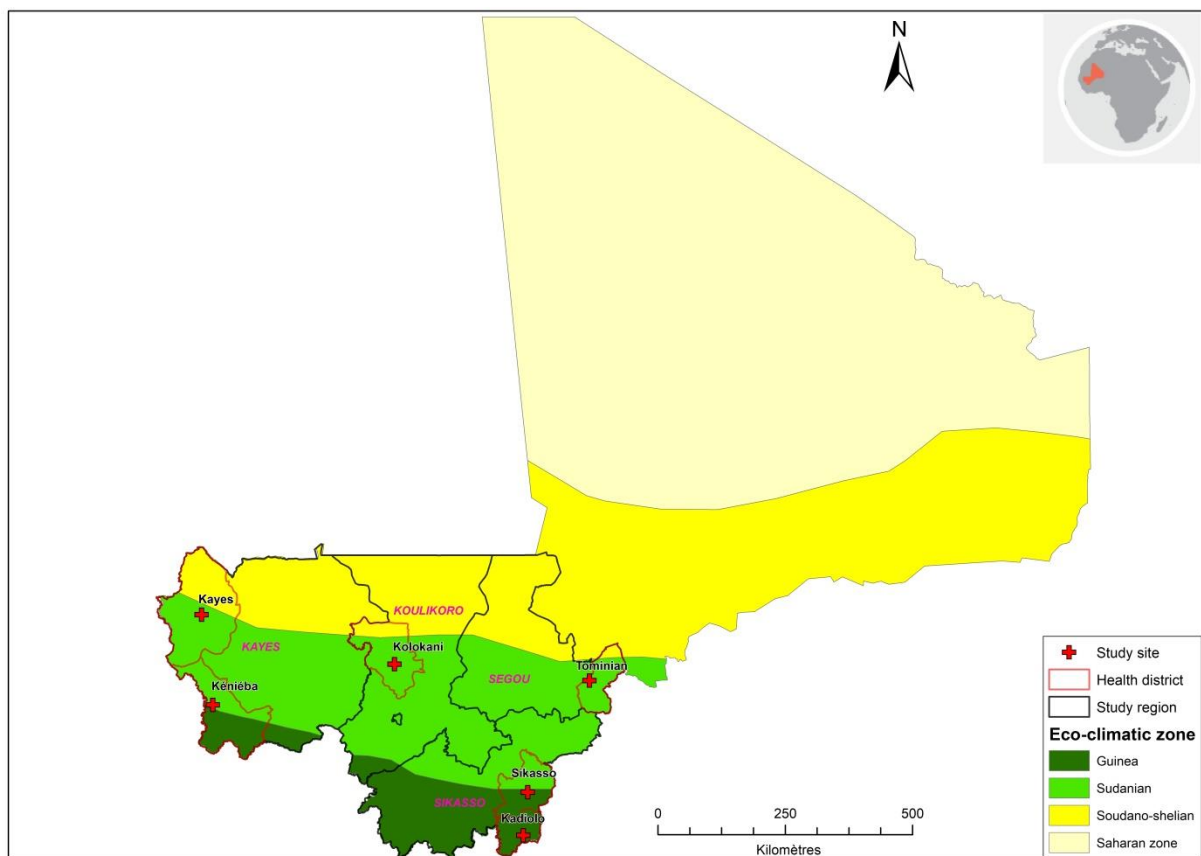 N
Kayes
KOULIKORO
KAYES
Kolokani
SEGOU
Tominian
Kéniéba
Sikasso
SIKASSO
Kadiolo
0 250 500
Kilomètres
Study site
Health district
Study region
Eco-climatic zone
Guinea
Sudanian
Soudano-shelian
Saharan zone